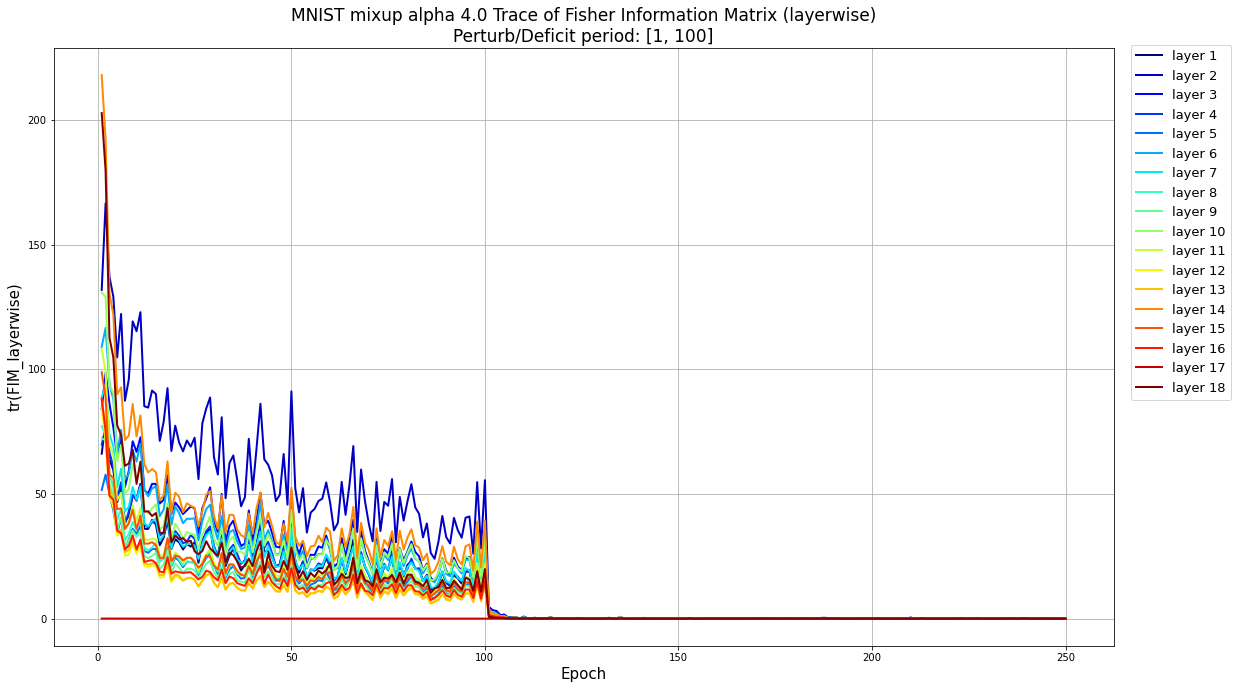 MNIST mixup alpha 4.0 Trace of Fisher Information Matrix (layerwise)
Perturb/Deficit period: [1, 100]
layer 1
layer 2
layer 3
layer 4
layer 5
layer 6
layer 7
layer 8
layer 9
layer 10
layer 11
layer 12
layer 13
layer 14
layer 15
layer 16
layer 17
layer 18
tr(FIM_layerwise)
200
150
100
50
0
0
50
100
150
200
250
Epoch